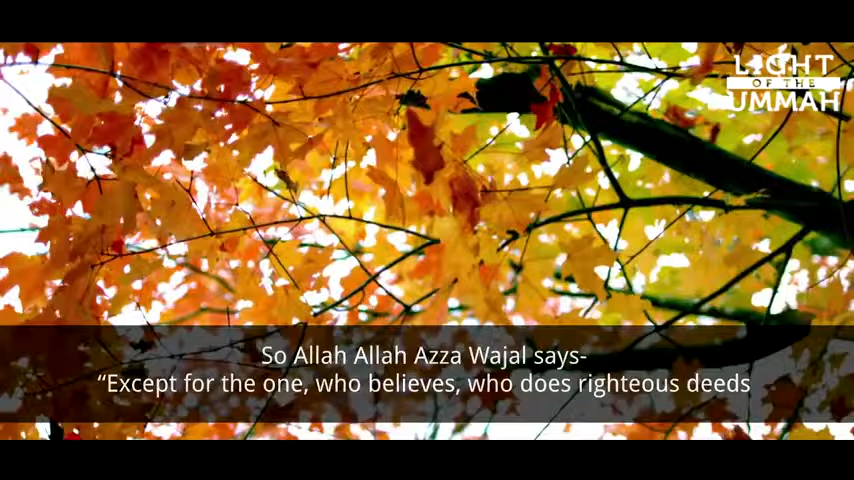 LIGHT
OF THE
UMMAH
So Allah Allah Azza Wajal says-
“Except for the one, who believes, who does righteous deeds